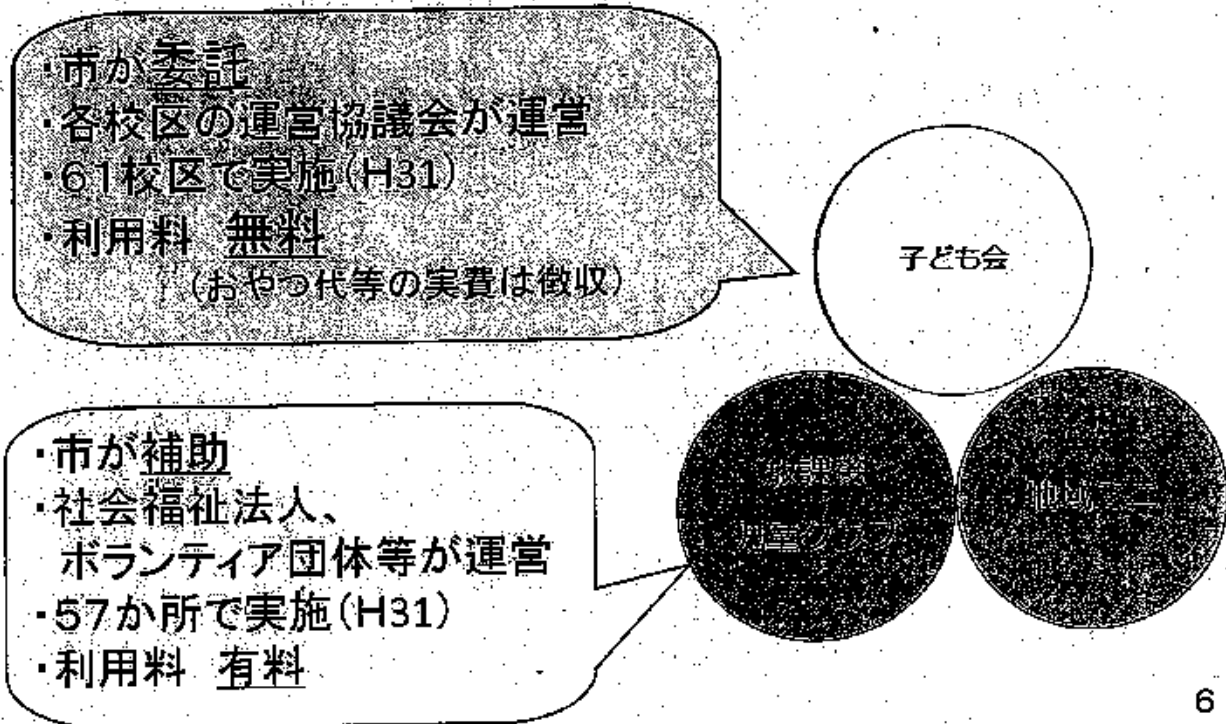 ・市が委託
・各校区の運営協議会が運営
・61校区で実施(H31)
・利用料 無料
(おやつ代等の実費は徴収)
子ども会
・市が補助
・社会福祉法人、
ボランティア団体等が運営
・57か所で実施(H31)
・利用料 有料
放課後
児童クラブ
6